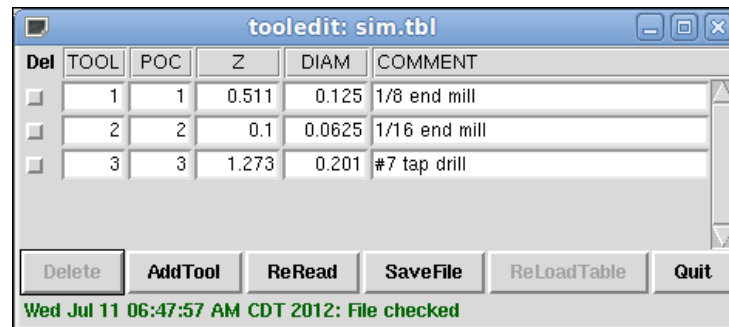 tooledit: sim.tbl
Del TOOL POC Z DIAM COMMENT
1 1 0.511 0.125 1/8 end mill
2 2 0.1 0.0625 1/16 end mill
3 3 1.273 0.201 #7 tap drill
Delete AddTool ReRead SaveFile ReLoadTable Quit
Wed Jul 11 06:47:57 AM CDT 2012: File checked